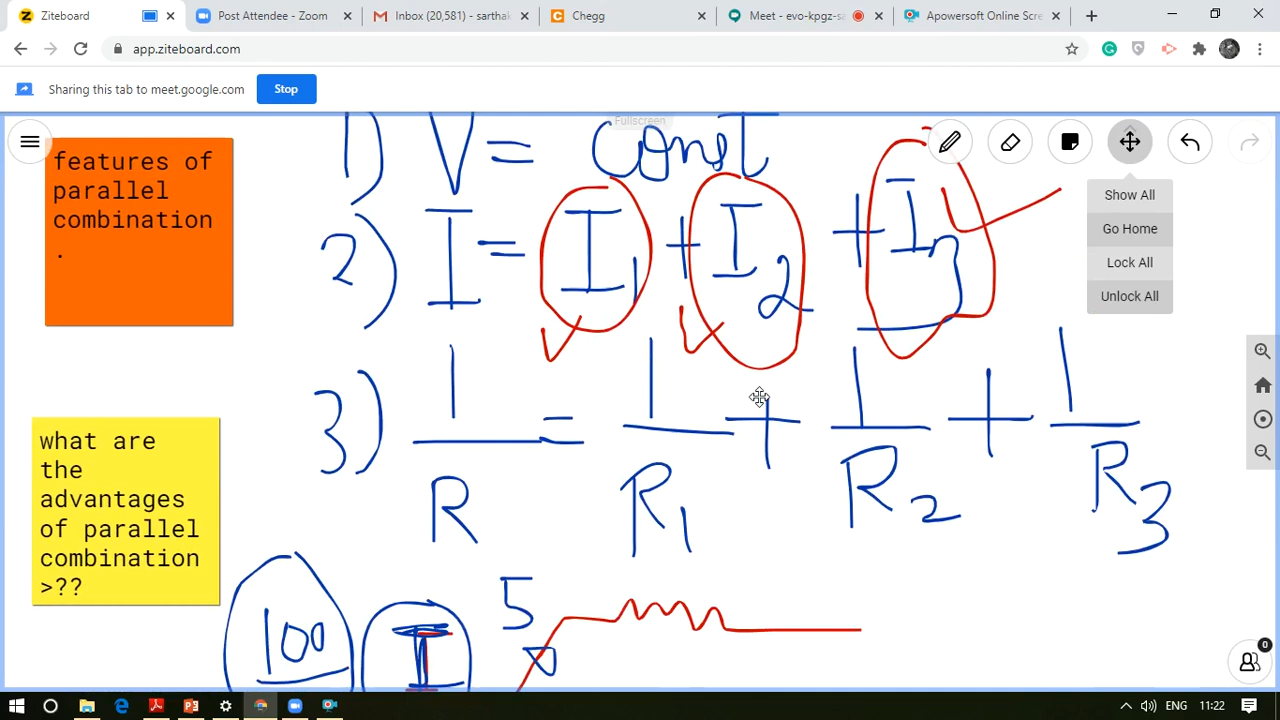 Ziteboard
Post Attendee - Zoom
Inbox (20,581) - sarthak
Chegg
Meet - evo-kpgz-sa
Apowersoft Online Scre
app.ziteboard.com
Sharing this tab to meet.google.com
Stop
Fullscreen
features of
parallel
combination
.
1) V = const
2) I = I1 + I2 + I3
3) 1/R = 1/R1 + 1/R2 + 1/R3
Show All
Go Home
Lock All
Unlock All
what are
the
advantages
of parallel
combination
>??
100
I
5
0
ENG
11:22